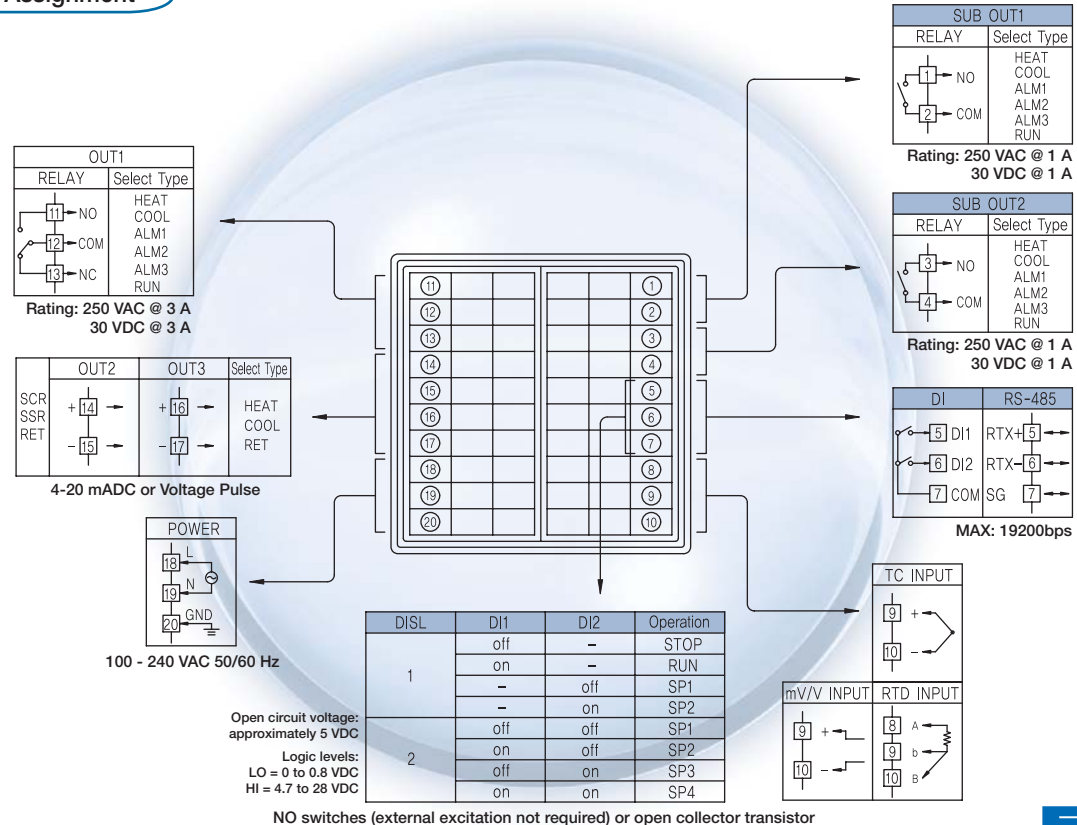 Assignment
SUB OUT1
RELAY Select Type
1 NO
2 COM
HEAT
COOL
ALM1
ALM2
ALM3
RUN
Rating: 250 VAC @ 1 A
30 VDC @ 1 A
OUT1
RELAY Select Type
11 NO
12 COM
13 NC
HEAT
COOL
ALM1
ALM2
ALM3
RUN
Rating: 250 VAC @ 3 A
30 VDC @ 3 A
SUB OUT2
RELAY Select Type
3 NO
4 COM
HEAT
COOL
ALM1
ALM2
ALM3
RUN
Rating: 250 VAC @ 1 A
30 VDC @ 1 A
11 1
12 2
13 3
14 4
15 5
16 6
17 7
18 8
19 9
20 10
OUT2 OUT3 Select Type
SCR
SSR
RET
+ 14
- 15
+ 16
- 17
HEAT
COOL
RET
4-20 mADC or Voltage Pulse
DI RS-485
5 DI1 RTX+ 5
6 DI2 RTX- 6
7 COM SG 7
MAX: 19200bps
POWER
18 L
19 N
20 GND
100 - 240 VAC 50/60 Hz
TC INPUT
9 +
10 -
mV/V INPUT RTD INPUT
9 + 8 A
9 b
10 - 10 B
DISL DI1 DI2 Operation
1 off – STOP
on – RUN
– off SP1
– on SP2
2 off off SP1
on off SP2
off on SP3
on on SP4
Open circuit voltage:
approximately 5 VDC
Logic levels:
LO = 0 to 0.8 VDC
HI = 4.7 to 28 VDC
NO switches (external excitation not required) or open collector transistor